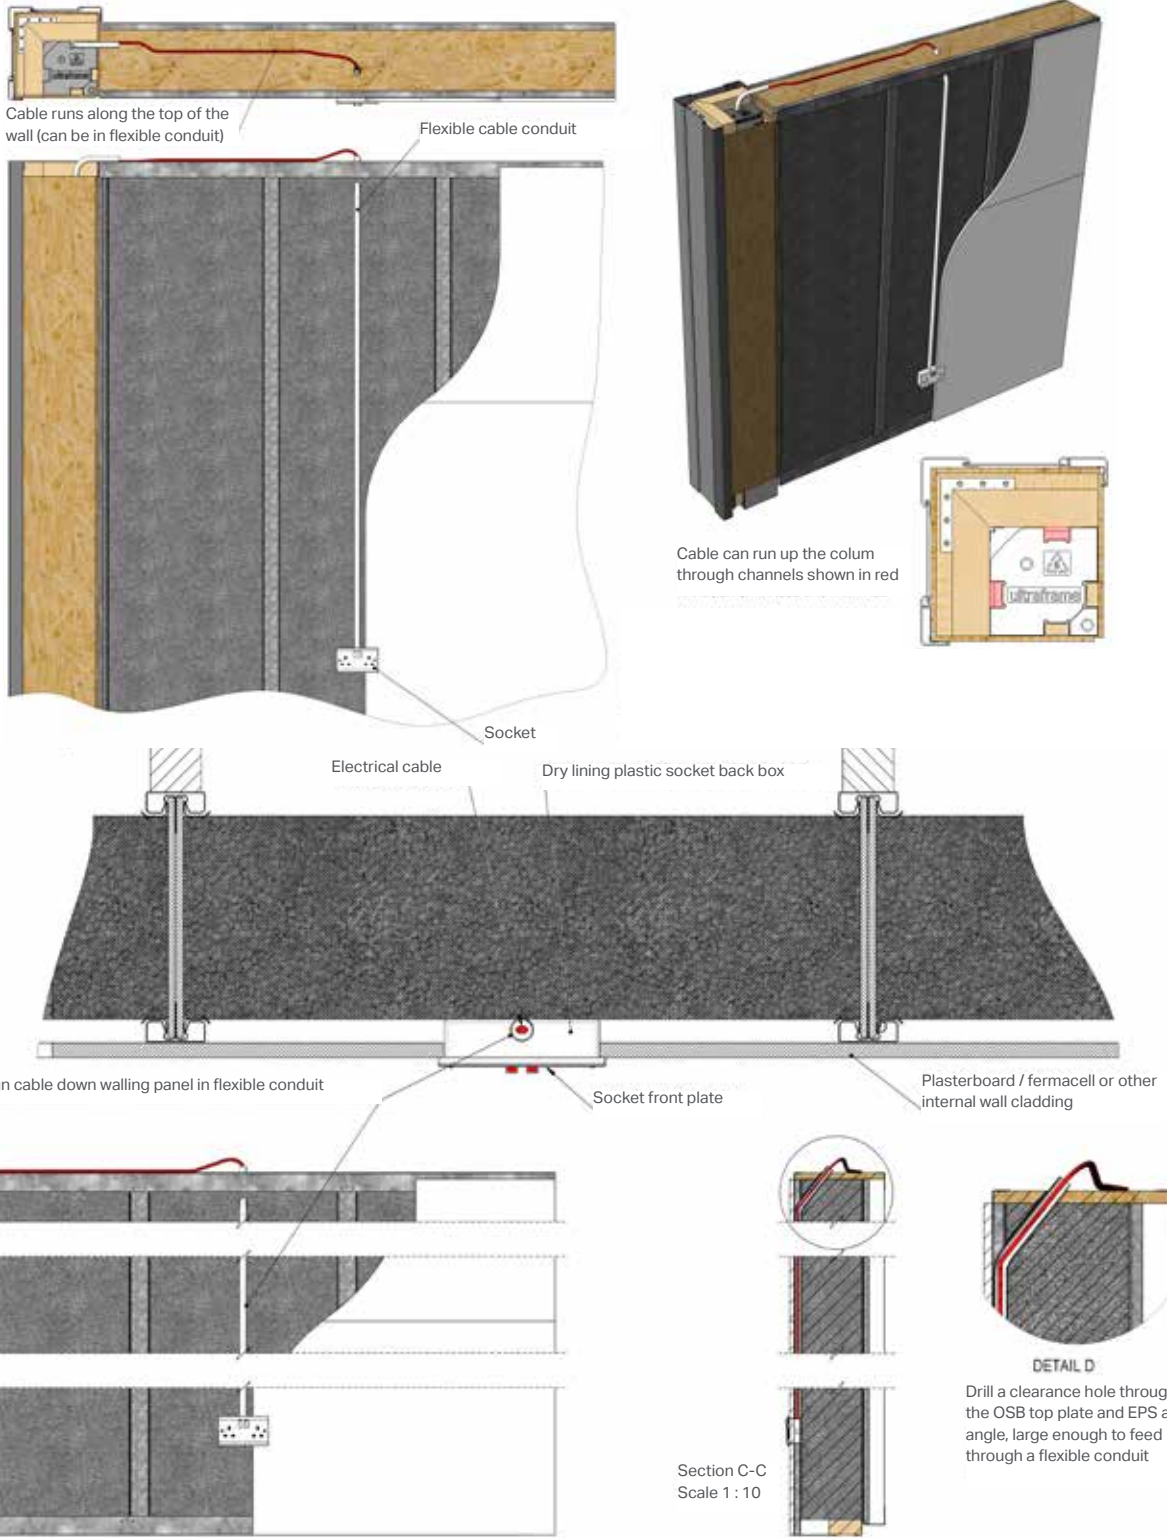 Cable runs along the top of the
wall (can be in flexible conduit)
Flexible cable conduit
Cable can run up the colum
through channels shown in red
ultraframe
ultraframe
Socket
Electrical cable
Dry lining plastic socket back box
n cable down walling panel in flexible conduit
Socket front plate
Plasterboard / fermacell or other
internal wall cladding
DETAIL D
Drill a clearance hole throug
the OSB top plate and EPS a
angle, large enough to feed
through a flexible conduit
Section C-C
Scale 1 : 10